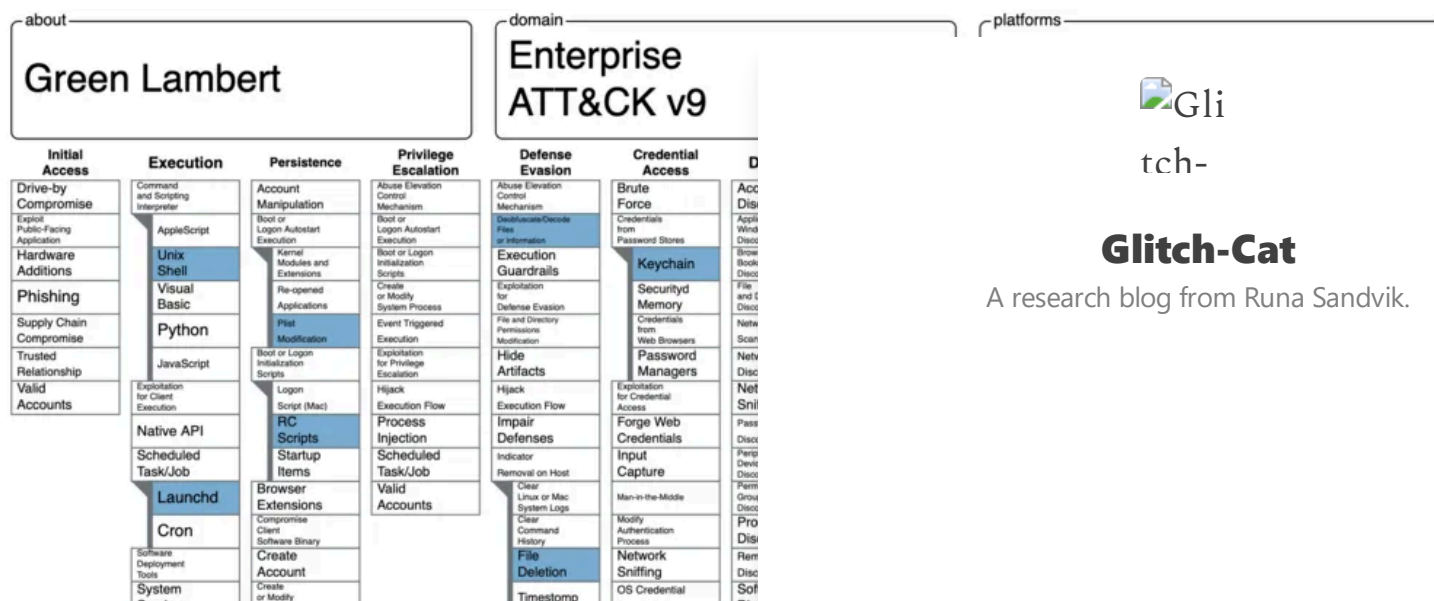 about
Green Lambert
domain
Enterprise
ATT&CK v9
platforms
Gli
tch-
Glitch-Cat
A research blog from Runa Sandvik.
Initial
Access
Drive-by
Compromise
Exploit
Public-Facing
Application
Hardware
Additions
Phishing
Supply Chain
Compromise
Trusted
Relationship
Valid
Accounts
Execution
Command
and Scripting
Interpreter
AppleScript
Unix
Shell
Visual
Basic
Python
JavaScript
Exploitation
for Client
Execution
Native API
Scheduled
Task/Job
Launchd
Cron
Software
Deployment
Tools
System
Persistence
Account
Manipulation
Boot or
Logon Autostart
Execution
Kernel
Modules and
Extensions
Re-opened
Applications
Plist
Modification
Boot or Logon
Initialization
Scripts
Logon
Script (Mac)
RC
Scripts
Startup
Items
Browser
Extensions
Compromise
Client
Software Binary
Create
Account
Create
or Modify
Privilege
Escalation
Abuse Elevation
Control
Mechanism
Boot or
Logon Autostart
Execution
Boot or Logon
Initialization
Scripts
Create
or Modify
System Process
Event Triggered
Execution
Exploitation
for Privilege
Escalation
Hijack
Execution Flow
Process
Injection
Scheduled
Task/Job
Valid
Accounts
Defense
Evasion
Abuse Elevation
Control
Mechanism
Deobfuscate/Decode
Files
or Information
Execution
Guardrails
Exploitation
for
Defense Evasion
File and Directory
Permissions
Modification
Hide
Artifacts
Hijack
Execution Flow
Impair
Defenses
Indicator
Removal on Host
Clear
Linux or Mac
System Logs
Clear
Command
History
File
Deletion
Timestomp
Credential
Access
Brute
Force
Credentials
from
Password Stores
Keychain
Securityd
Memory
Credentials
from
Web Browsers
Password
Managers
Exploitation
for Credential
Access
Forge Web
Credentials
Input
Capture
Man-in-the-Middle
Modify
Authentication
Process
Network
Sniffing
OS Credential